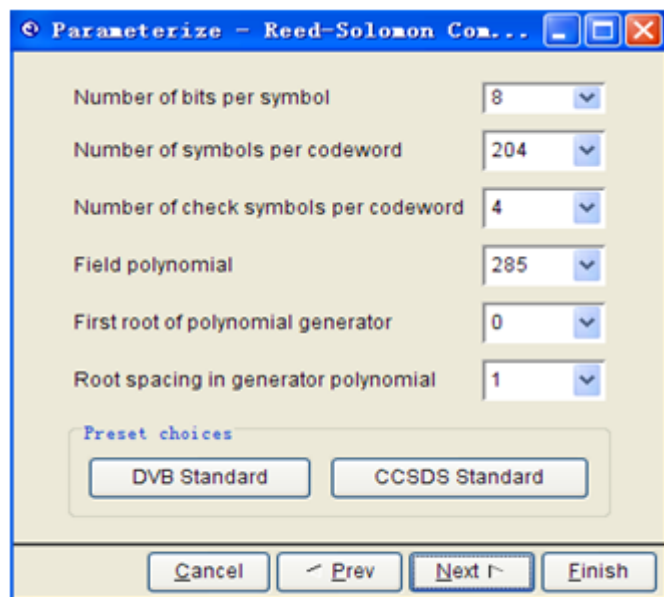 Parameterize - Reed-Solomon Com...
Number of bits per symbol 8
Number of symbols per codeword 204
Number of check symbols per codeword 4
Field polynomial 285
First root of polynomial generator 0
Root spacing in generator polynomial 1
Preset choices
DVB Standard CCSDS Standard
Cancel < Prev Next > Finish